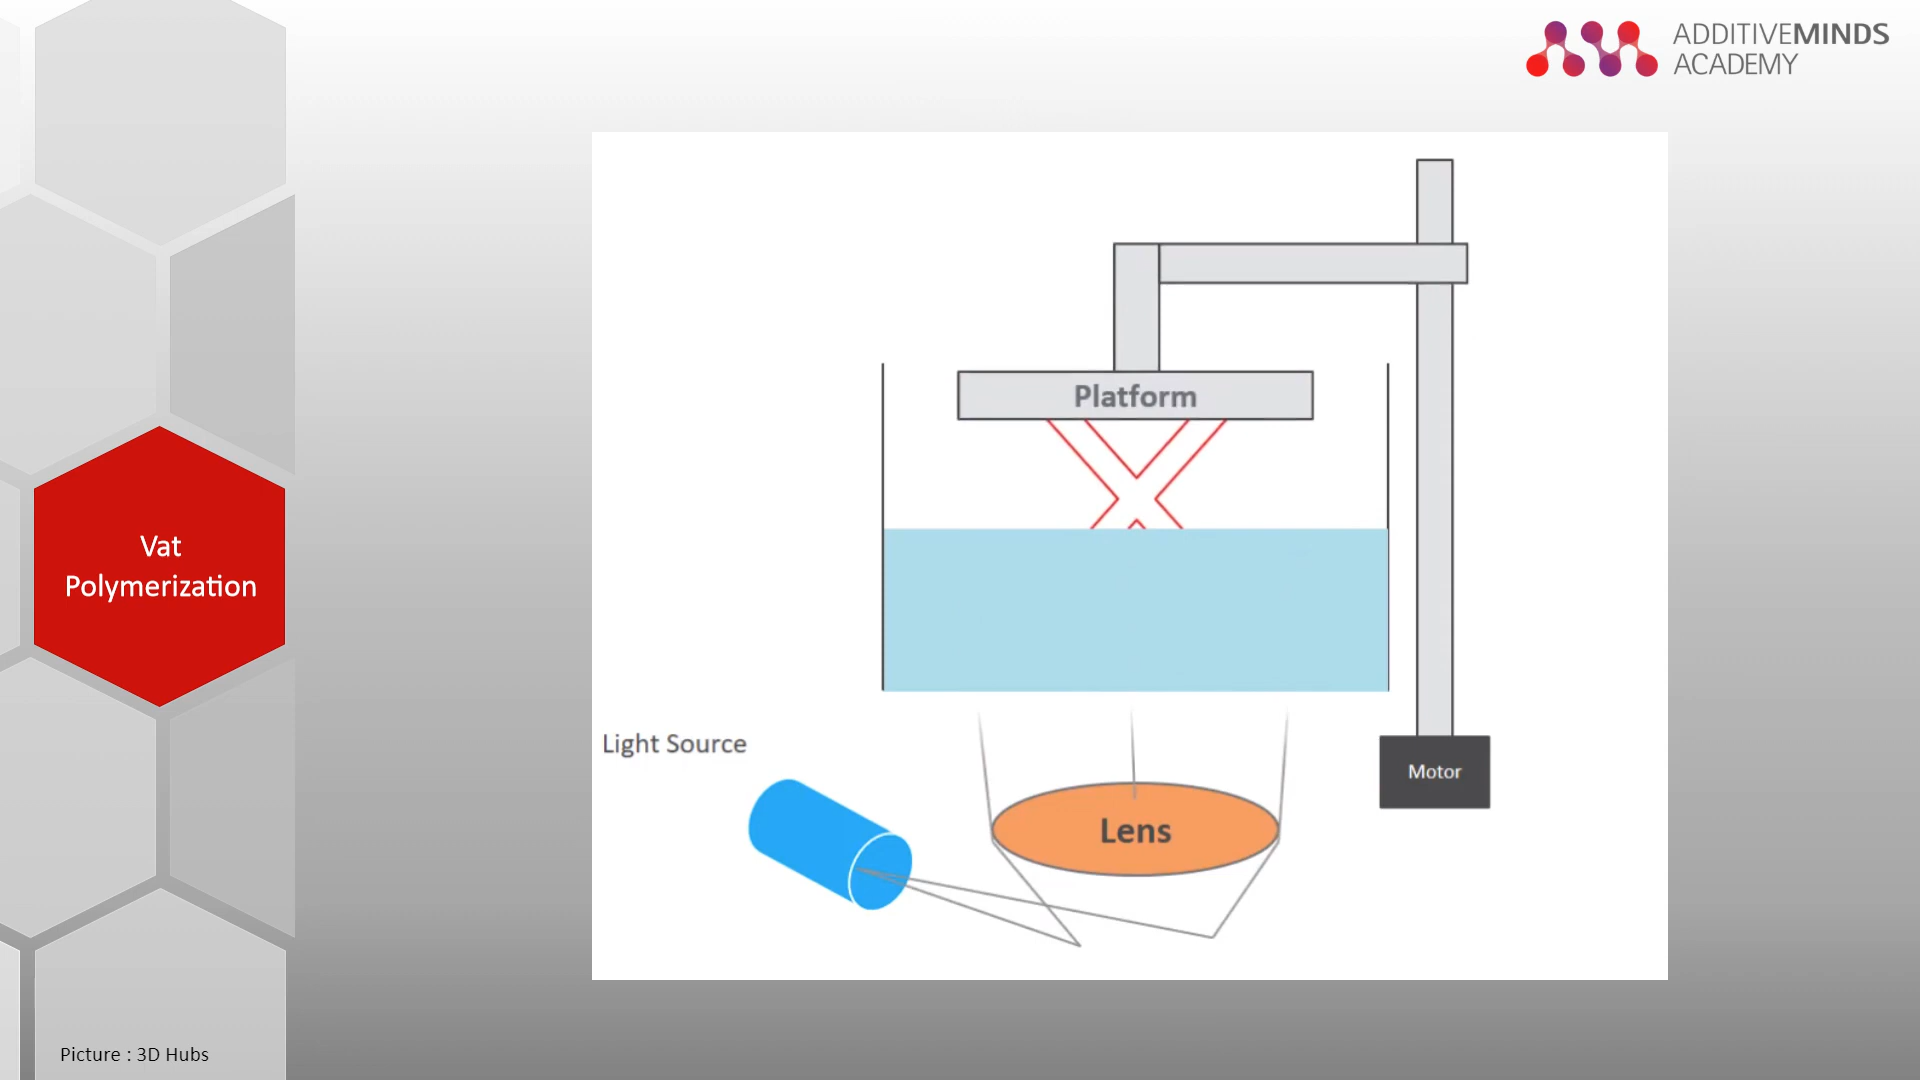 ADDITIVEMINDS
ACADEMY
Platform
Vat
Polymerization
Light Source
Motor
Lens
Picture : 3D Hubs